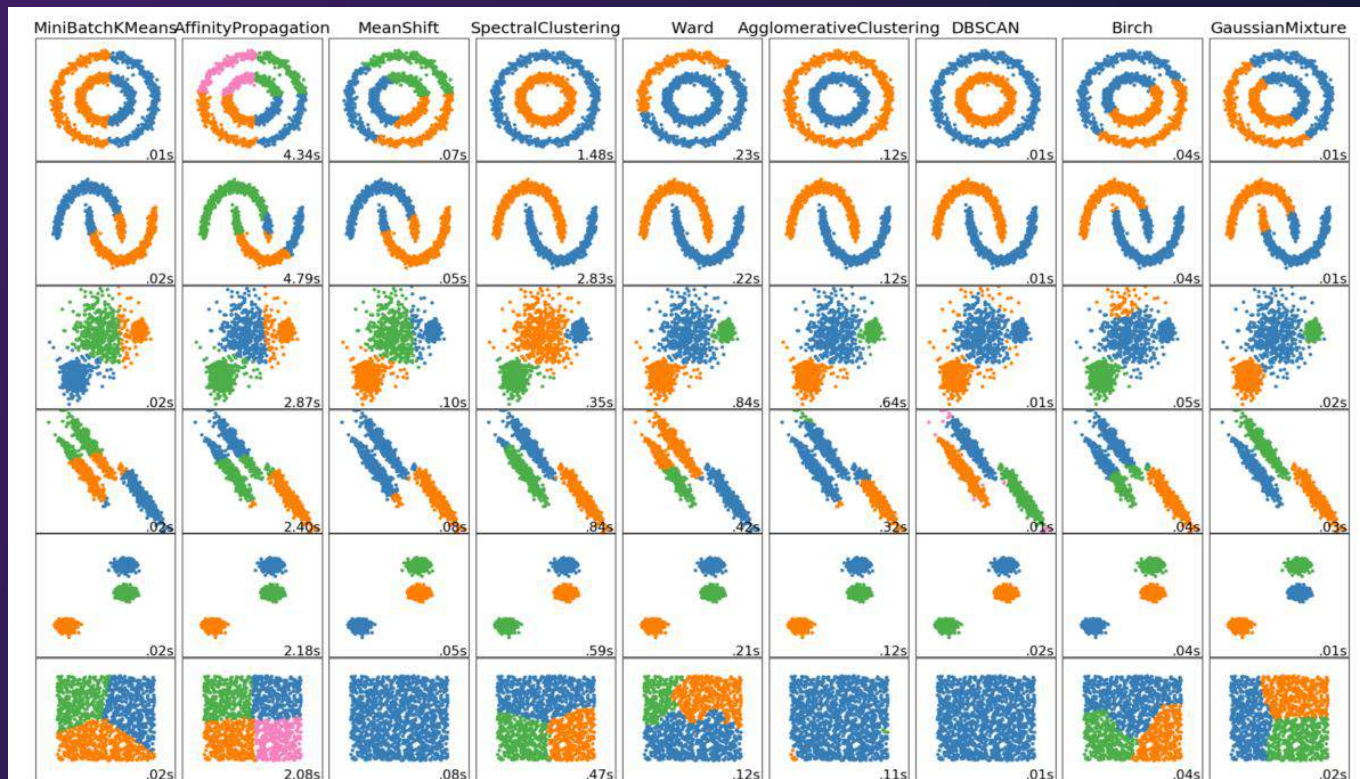 MiniBatchKMeans AffinityPropagation MeanShift SpectralClustering Ward AgglomerativeClustering DBSCAN Birch GaussianMixture
.01s 4.34s .07s 1.48s .23s .12s .01s .04s .01s
.02s 4.79s .05s 2.83s .22s .12s .01s .04s .01s
.02s 2.87s .10s .35s .84s .64s .01s .05s .02s
.02s 2.40s .08s .84s .42s .32s .01s .04s .03s
.02s 2.18s .05s .59s .21s .12s .02s .04s .01s
.02s 2.08s .08s .47s .12s .11s .01s .04s .02s